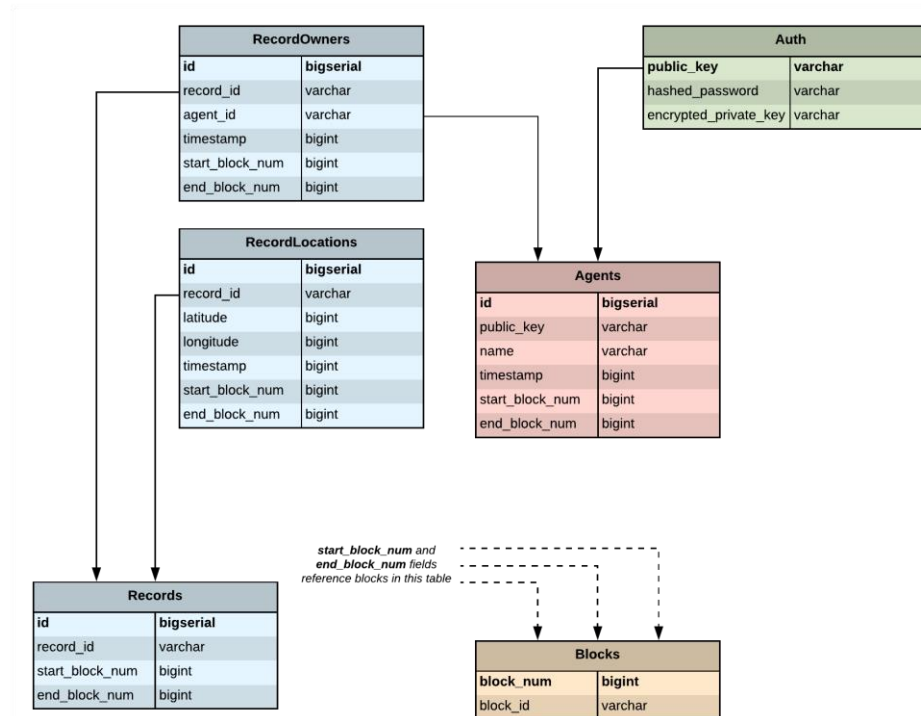 RecordOwners
id bigserial
record_id varchar
agent_id varchar
timestamp bigint
start_block_num bigint
end_block_num bigint
Auth
public_key varchar
hashed_password varchar
encrypted_private_key varchar
RecordLocations
id bigserial
record_id varchar
latitude bigint
longitude bigint
timestamp bigint
start_block_num bigint
end_block_num bigint
Agents
id bigserial
public_key varchar
name varchar
timestamp bigint
start_block_num bigint
end_block_num bigint
start_block_num and
end_block_num fields
reference blocks in this table
Records
id bigserial
record_id varchar
start_block_num bigint
end_block_num bigint
Blocks
block_num bigint
block_id varchar